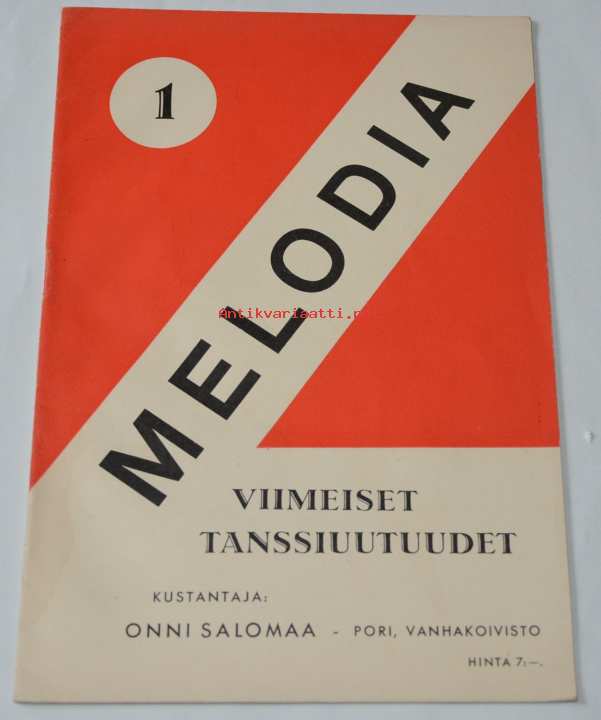 1
MELODIA
Antikvariaatti.n
VIIMEISET
TANSSIUUTUUDET
KUSTANTAJA:
ONNI SALOMAA - PORI, VANHAKOIVISTO
HINTA 7:—.